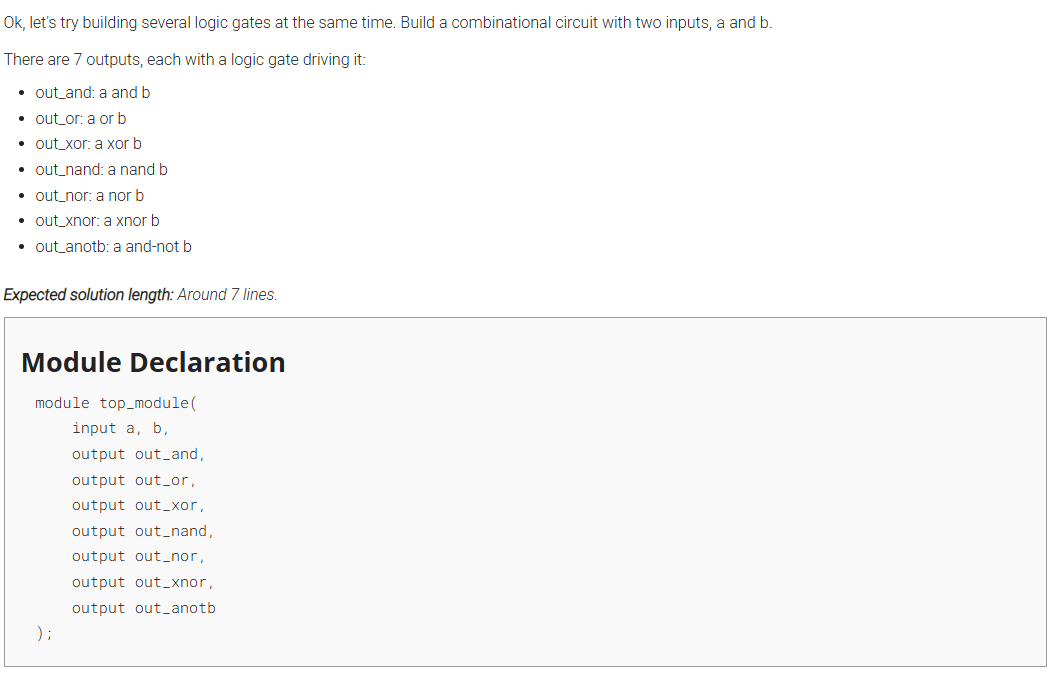 Ok, let's try building several logic gates at the same time. Build a combinational circuit with two inputs, a and b.
There are 7 outputs, each with a logic gate driving it:
• out_and: a and b
• out_or: a or b
• out_xor: a xor b
• out_nand: a nand b
• out_nor: a nor b
• out_xnor: a xnor b
• out_anotb: a and-not b
Expected solution length: Around 7 lines.
Module Declaration
module top_module(
    input a, b,
    output out_and,
    output out_or,
    output out_xor,
    output out_nand,
    output out_nor,
    output out_xnor,
    output out_anotb
);